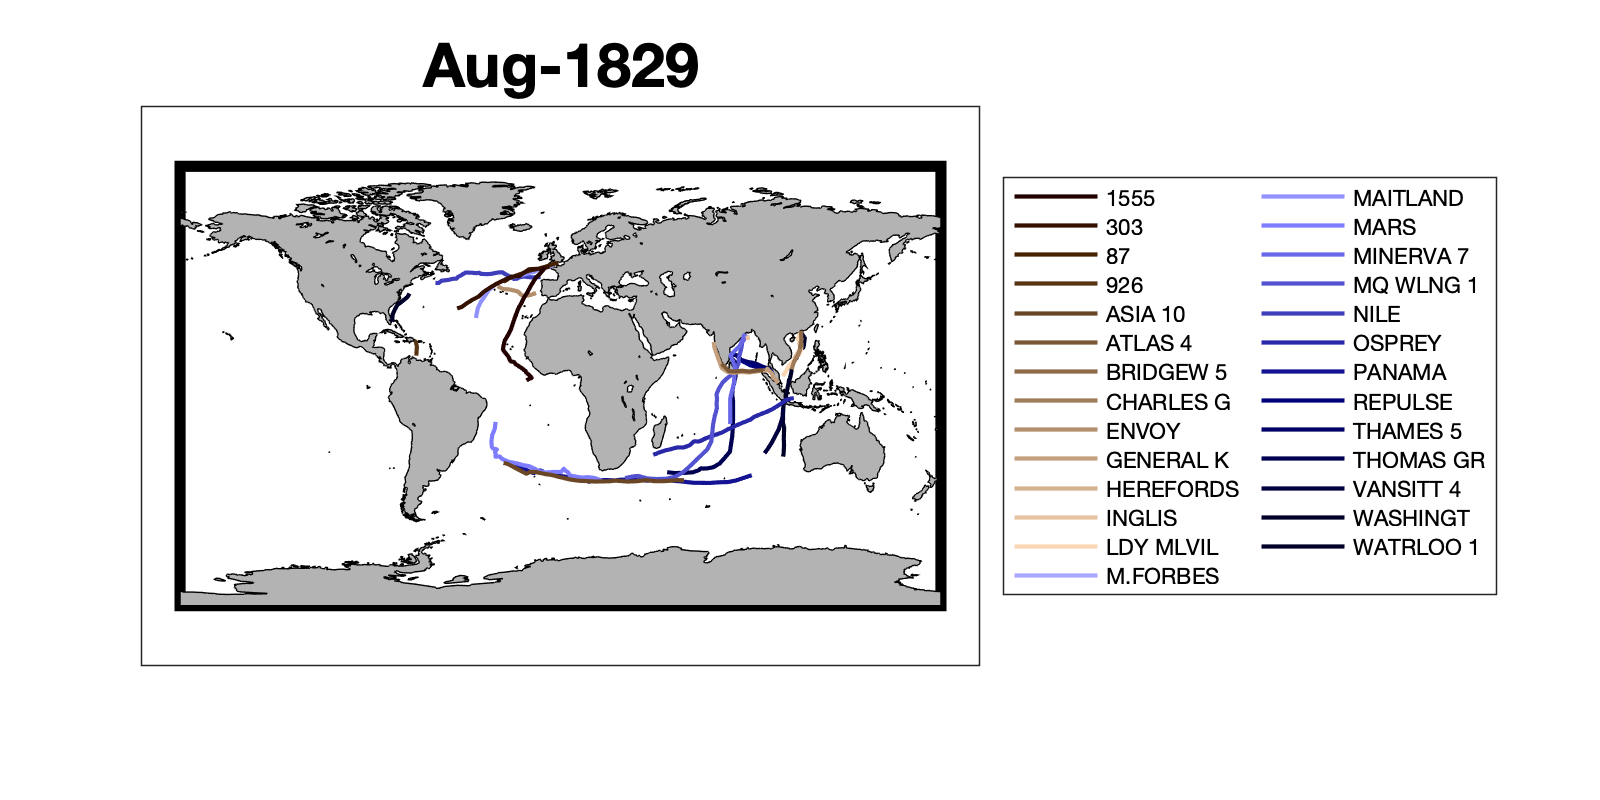 Aug-1829
1555
303
87
926
ASIA 10
ATLAS 4
BRIDGEW 5
CHARLES G
ENVOY
GENERAL K
HEREFORDS
INGLIS
LDY MLVIL
M.FORBES
MAITLAND
MARS
MINERVA 7
MQ WLNG 1
NILE
OSPREY
PANAMA
REPULSE
THAMES 5
THOMAS GR
VANSITT 4
WASHINGT
WATRLOO 1